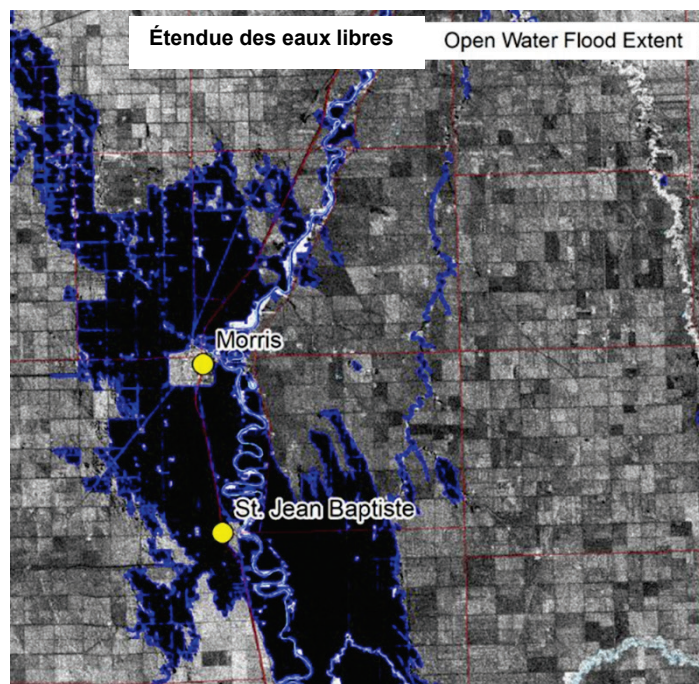 Étendue des eaux libres
Open Water Flood Extent
Morris
St. Jean Baptiste